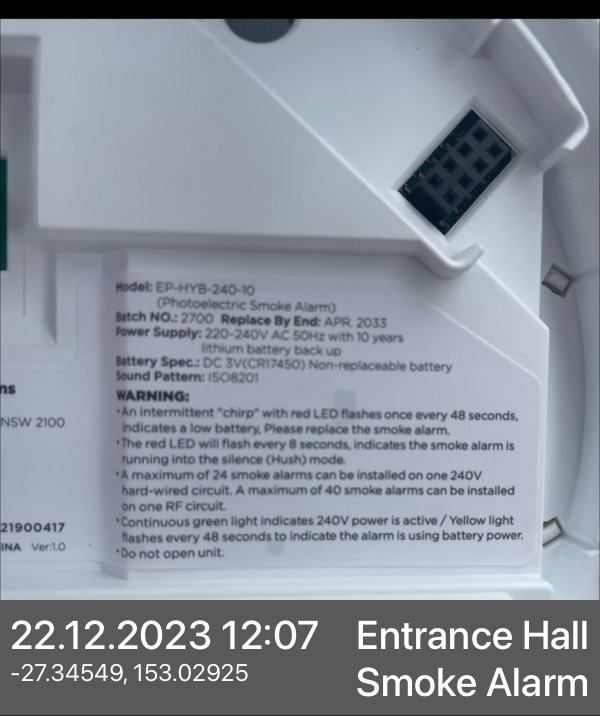 Model: EP-HYB-240-10
(Photoelectric Smoke Alarm)
Batch NO.: 2700 Replace By End: APR. 2033
Power Supply: 220-240V AC 50Hz with 10 years
lithium battery back up
Battery Spec.: DC 3V(CR17450) Non-replaceable battery
Sound Pattern: ISO8201
WARNING:
•An intermittent "chirp" with red LED flashes once every 48 seconds,
indicates a low battery, Please replace the smoke alarm.
•The red LED will flash every 8 seconds, indicates the smoke alarm is
running into the silence (Hush) mode.
•A maximum of 24 smoke alarms can be installed on one 240V
hard-wired circuit. A maximum of 40 smoke alarms can be installed
on one RF circuit.
•Continuous green light indicates 240V power is active / Yellow light
flashes every 48 seconds to indicate the alarm is using battery power.
•Do not open unit.
ns
NSW 2100
21900417
INA Ver:1.0
22.12.2023 12:07
-27.34549, 153.02925
Entrance Hall
Smoke Alarm